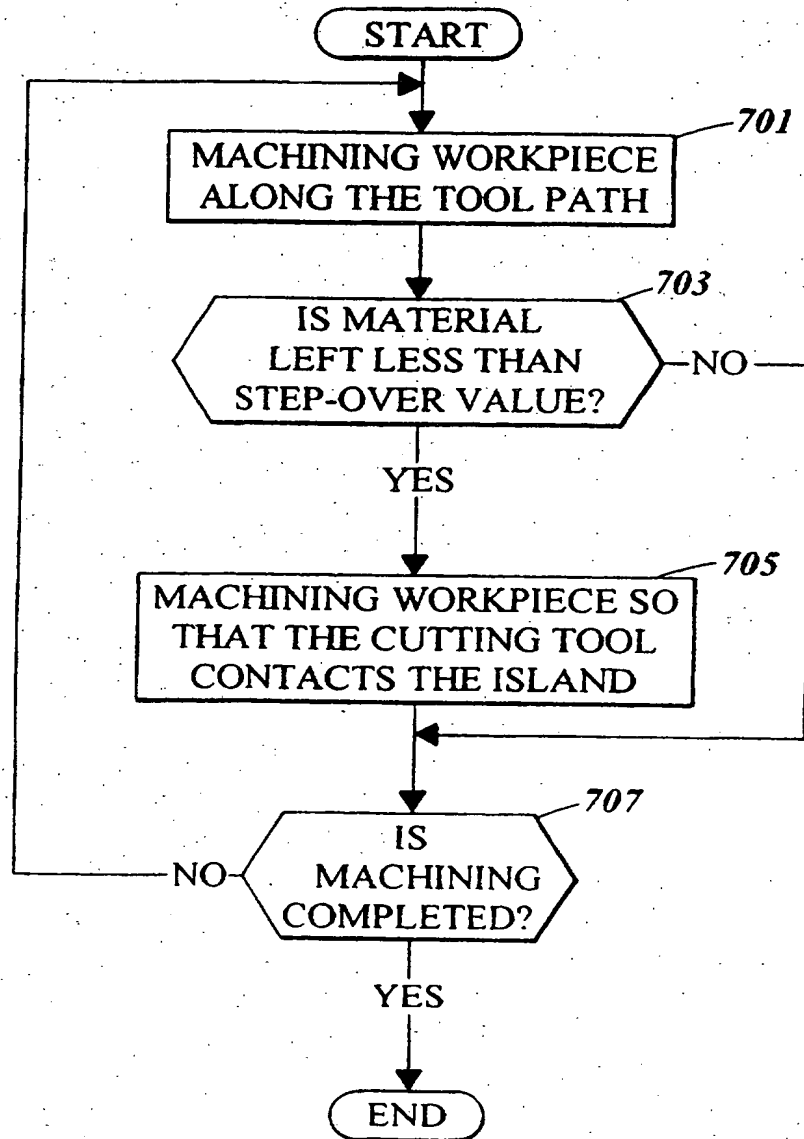 START
701
MACHINING WORKPIECE
ALONG THE TOOL PATH
703
IS MATERIAL
LEFT LESS THAN
STEP-OVER VALUE?
NO
YES
705
MACHINING WORKPIECE SO
THAT THE CUTTING TOOL
CONTACTS THE ISLAND
707
IS
MACHINING
COMPLETED?
NO
YES
END